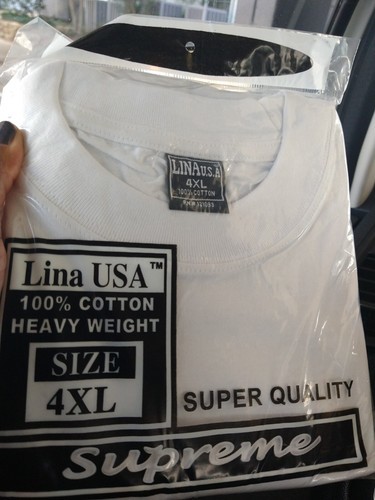 LINA U.S.A
4XL
100% COTTON
Lina USA™
100% COTTON
HEAVY WEIGHT
SIZE
4XL
SUPER QUALITY
Supreme